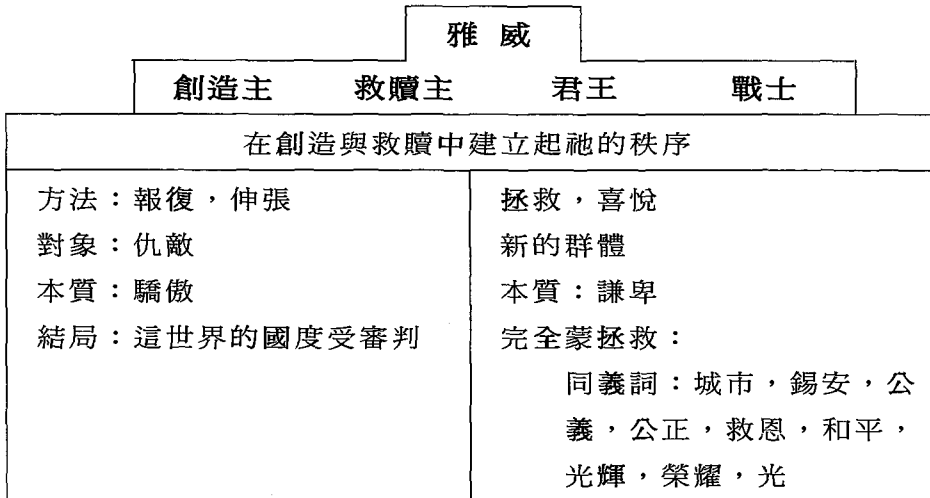 雅威
創造主 救贖主 君王 戰士
在創造與救贖中建立起祂的秩序
方法：報復，伸張
對象：仇敵
本質：驕傲
結局：這世界的國度受審判
拯救，喜悅
新的群體
本質：謙卑
完全蒙拯救：
同義詞：城市，錫安，公
義，公正，救恩，和平，
光輝，榮耀，光